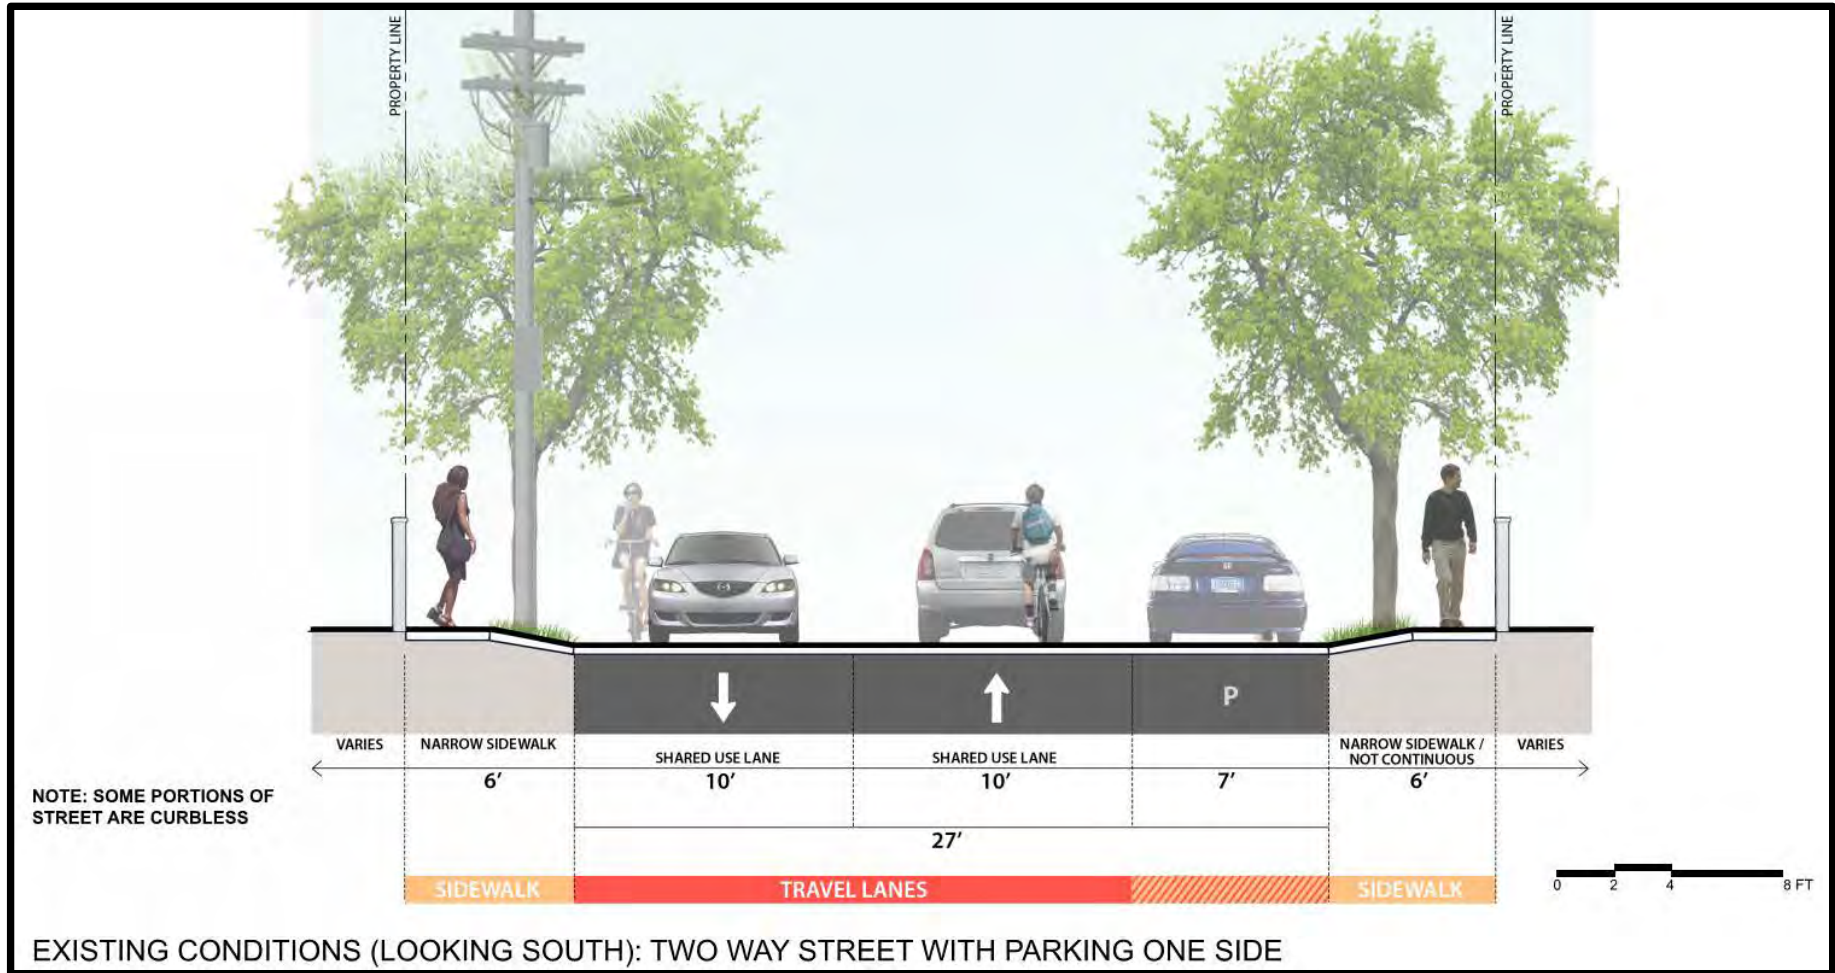 PROPERTY LINE
PROPERTY LINE
P
VARIES
NARROW SIDEWALK
SHARED USE LANE
SHARED USE LANE
NARROW SIDEWALK /
NOT CONTINUOUS
VARIES
6’
10’
10’
7’
6’
NOTE: SOME PORTIONS OF
STREET ARE CURBLESS
27’
SIDEWALK
TRAVEL LANES
SIDEWALK
0 2 4 8 FT
EXISTING CONDITIONS (LOOKING SOUTH): TWO WAY STREET WITH PARKING ONE SIDE